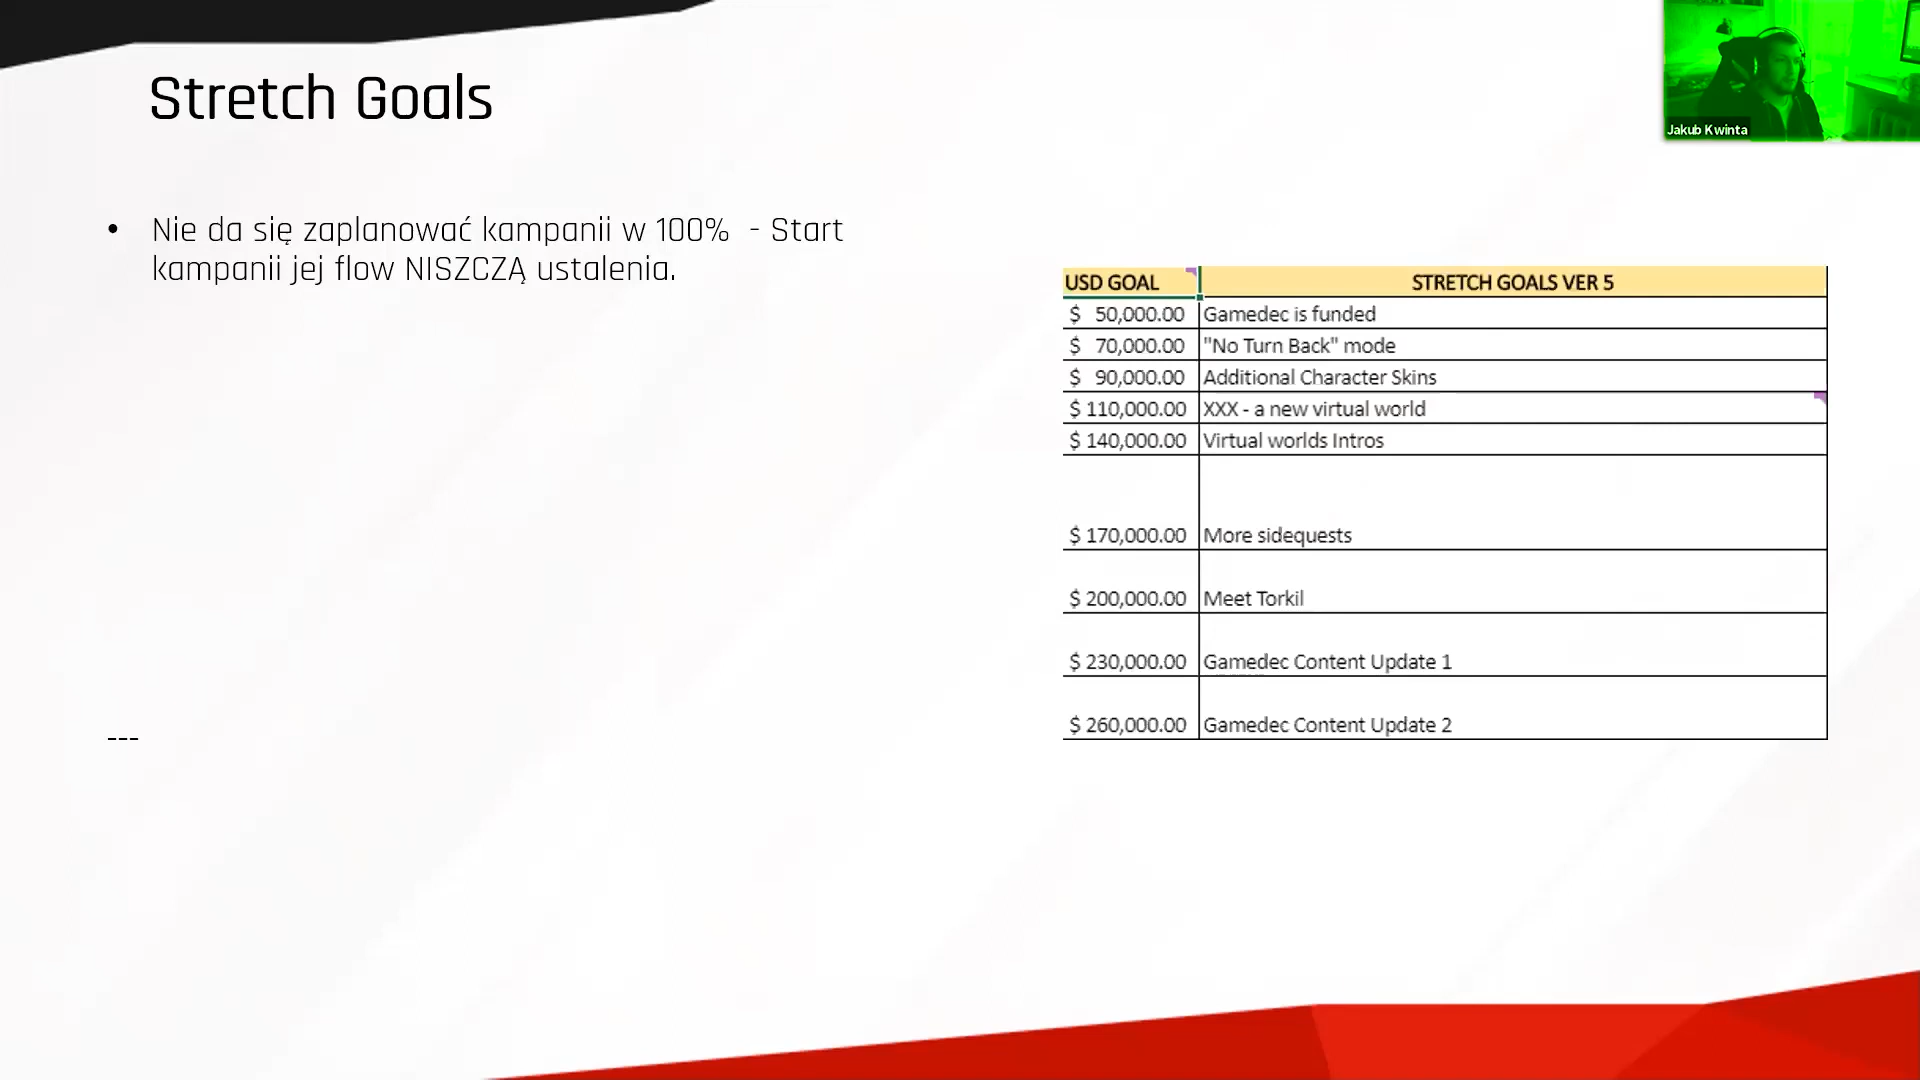 Stretch Goals
Jakub Kwinta
• Nie da się zaplanować kampanii w 100%  - Start
kampanii jej flow NISZCZĄ ustalenia.
---
USD GOAL STRETCH GOALS VER 5
$ 50,000.00 Gamedec is funded
$ 70,000.00 "No Turn Back" mode
$ 90,000.00 Additional Character Skins
$ 110,000.00 XXX - a new virtual world
$ 140,000.00 Virtual worlds Intros
$ 170,000.00 More sidequests
$ 200,000.00 Meet Torkil
$ 230,000.00 Gamedec Content Update 1
$ 260,000.00 Gamedec Content Update 2